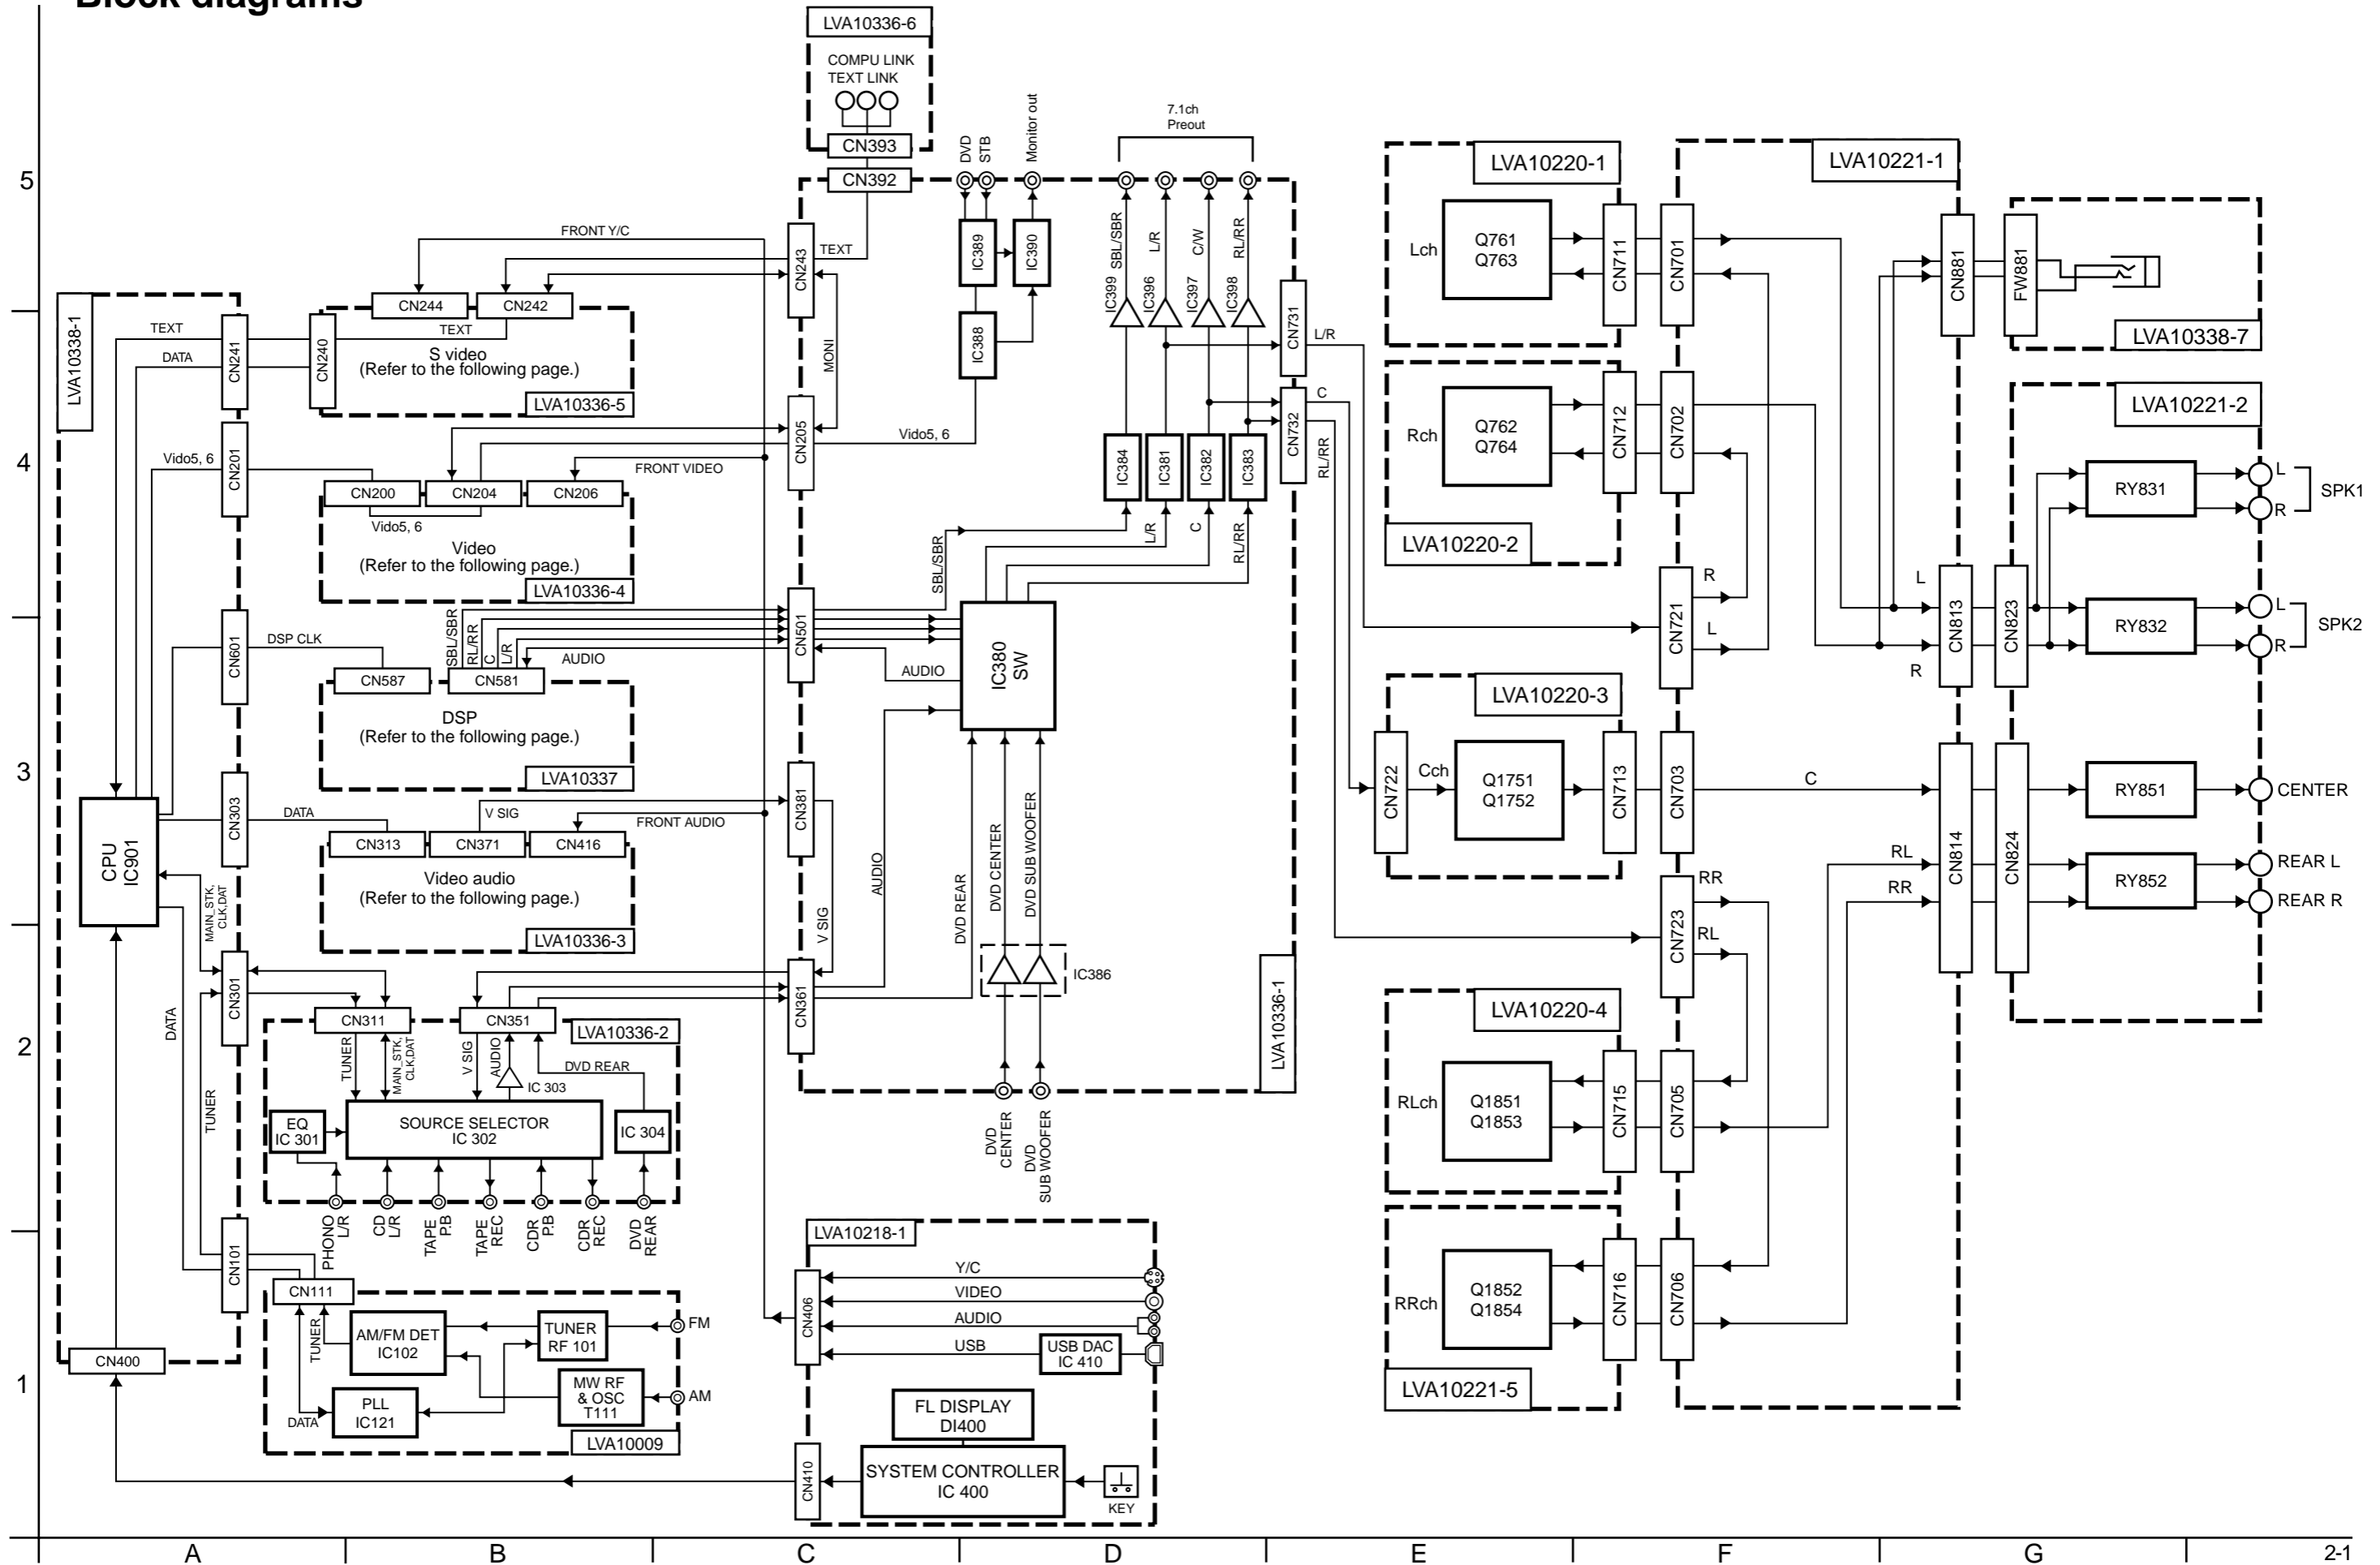 Block diagrams
LVA10336-6
COMPU LINK
TEXT LINK
CN393
CN392
DVD
STB
Monitor out
7.1ch
Preout
5
FRONT Y/C
CN243
TEXT
IC389
IC390
IC388
SBL/SBR
L/R
C/W
RL/RR
IC399
IC396
IC397
IC398
CN731
L/R
LVA10220-1
Lch
Q761
Q763
CN711
CN701
LVA10221-1
CN881
FW881
LVA10338-7
LVA10338-1
TEXT
DATA
CN241
CN240
CN244
CN242
TEXT
S video
(Refer to the following page.)
LVA10336-5
MONI
CN205
Vido5, 6
CN732
C
RL/RR
LVA10220-2
Rch
Q762
Q764
CN712
CN702
LVA10221-2
4
Vido5, 6
CN201
CN200
CN204
CN206
FRONT VIDEO
Vido5, 6
Video
(Refer to the following page.)
LVA10336-4
IC384
IC381
IC382
IC383
SBL/SBR
L/R
C
RL/RR
RY831
L
R
SPK1
CN601
DSP CLK
SBL/SBR
RL/RR
C
L/R
AUDIO
CN501
AUDIO
IC380
SW
CN721
R
L
L
R
CN813
CN823
RY832
L
R
SPK2
CN587
CN581
DSP
(Refer to the following page.)
LVA10337
3
CPU
IC901
CN303
DATA
V SIG
FRONT AUDIO
CN381
CN313
CN371
CN416
Video audio
(Refer to the following page.)
LVA10336-3
V SIG
AUDIO
DVD REAR
DVD CENTER
DVD SUB WOOFER
IC386
LVA10336-1
LVA10220-3
CN722
Cch
Q1751
Q1752
CN713
CN703
C
CN814
CN824
RY851
CENTER
RL
RR
RY852
REAR L
REAR R
CN723
RR
RL
MAIN_STK,
CLK,DAT
CN301
CN361
2
DATA
TUNER
CN311
CN351
LVA10336-2
TUNER
MAIN_STK,
CLK,DAT
V SIG
AUDIO
IC 303
DVD REAR
EQ
IC 301
SOURCE SELECTOR
IC 302
IC 304
PHONO
L/R
CD
L/R
TAPE
P.B
TAPE
REC
CDR
P.B
CDR
REC
DVD
REAR
DVD
CENTER
DVD
SUB WOOFER
LVA10220-4
RLch
Q1851
Q1853
CN715
CN705
RRch
Q1852
Q1854
CN716
CN706
LVA10221-5
CN101
CN111
TUNER
AM/FM DET
IC102
TUNER
RF 101
FM
MW RF
& OSC
T111
AM
PLL
IC121
DATA
LVA10009
CN400
1
LVA10218-1
CN406
Y/C
VIDEO
AUDIO
USB
USB DAC
IC 410
FL DISPLAY
DI400
SYSTEM CONTROLLER
IC 400
CN410
KEY
A
B
C
D
E
F
G
2-1